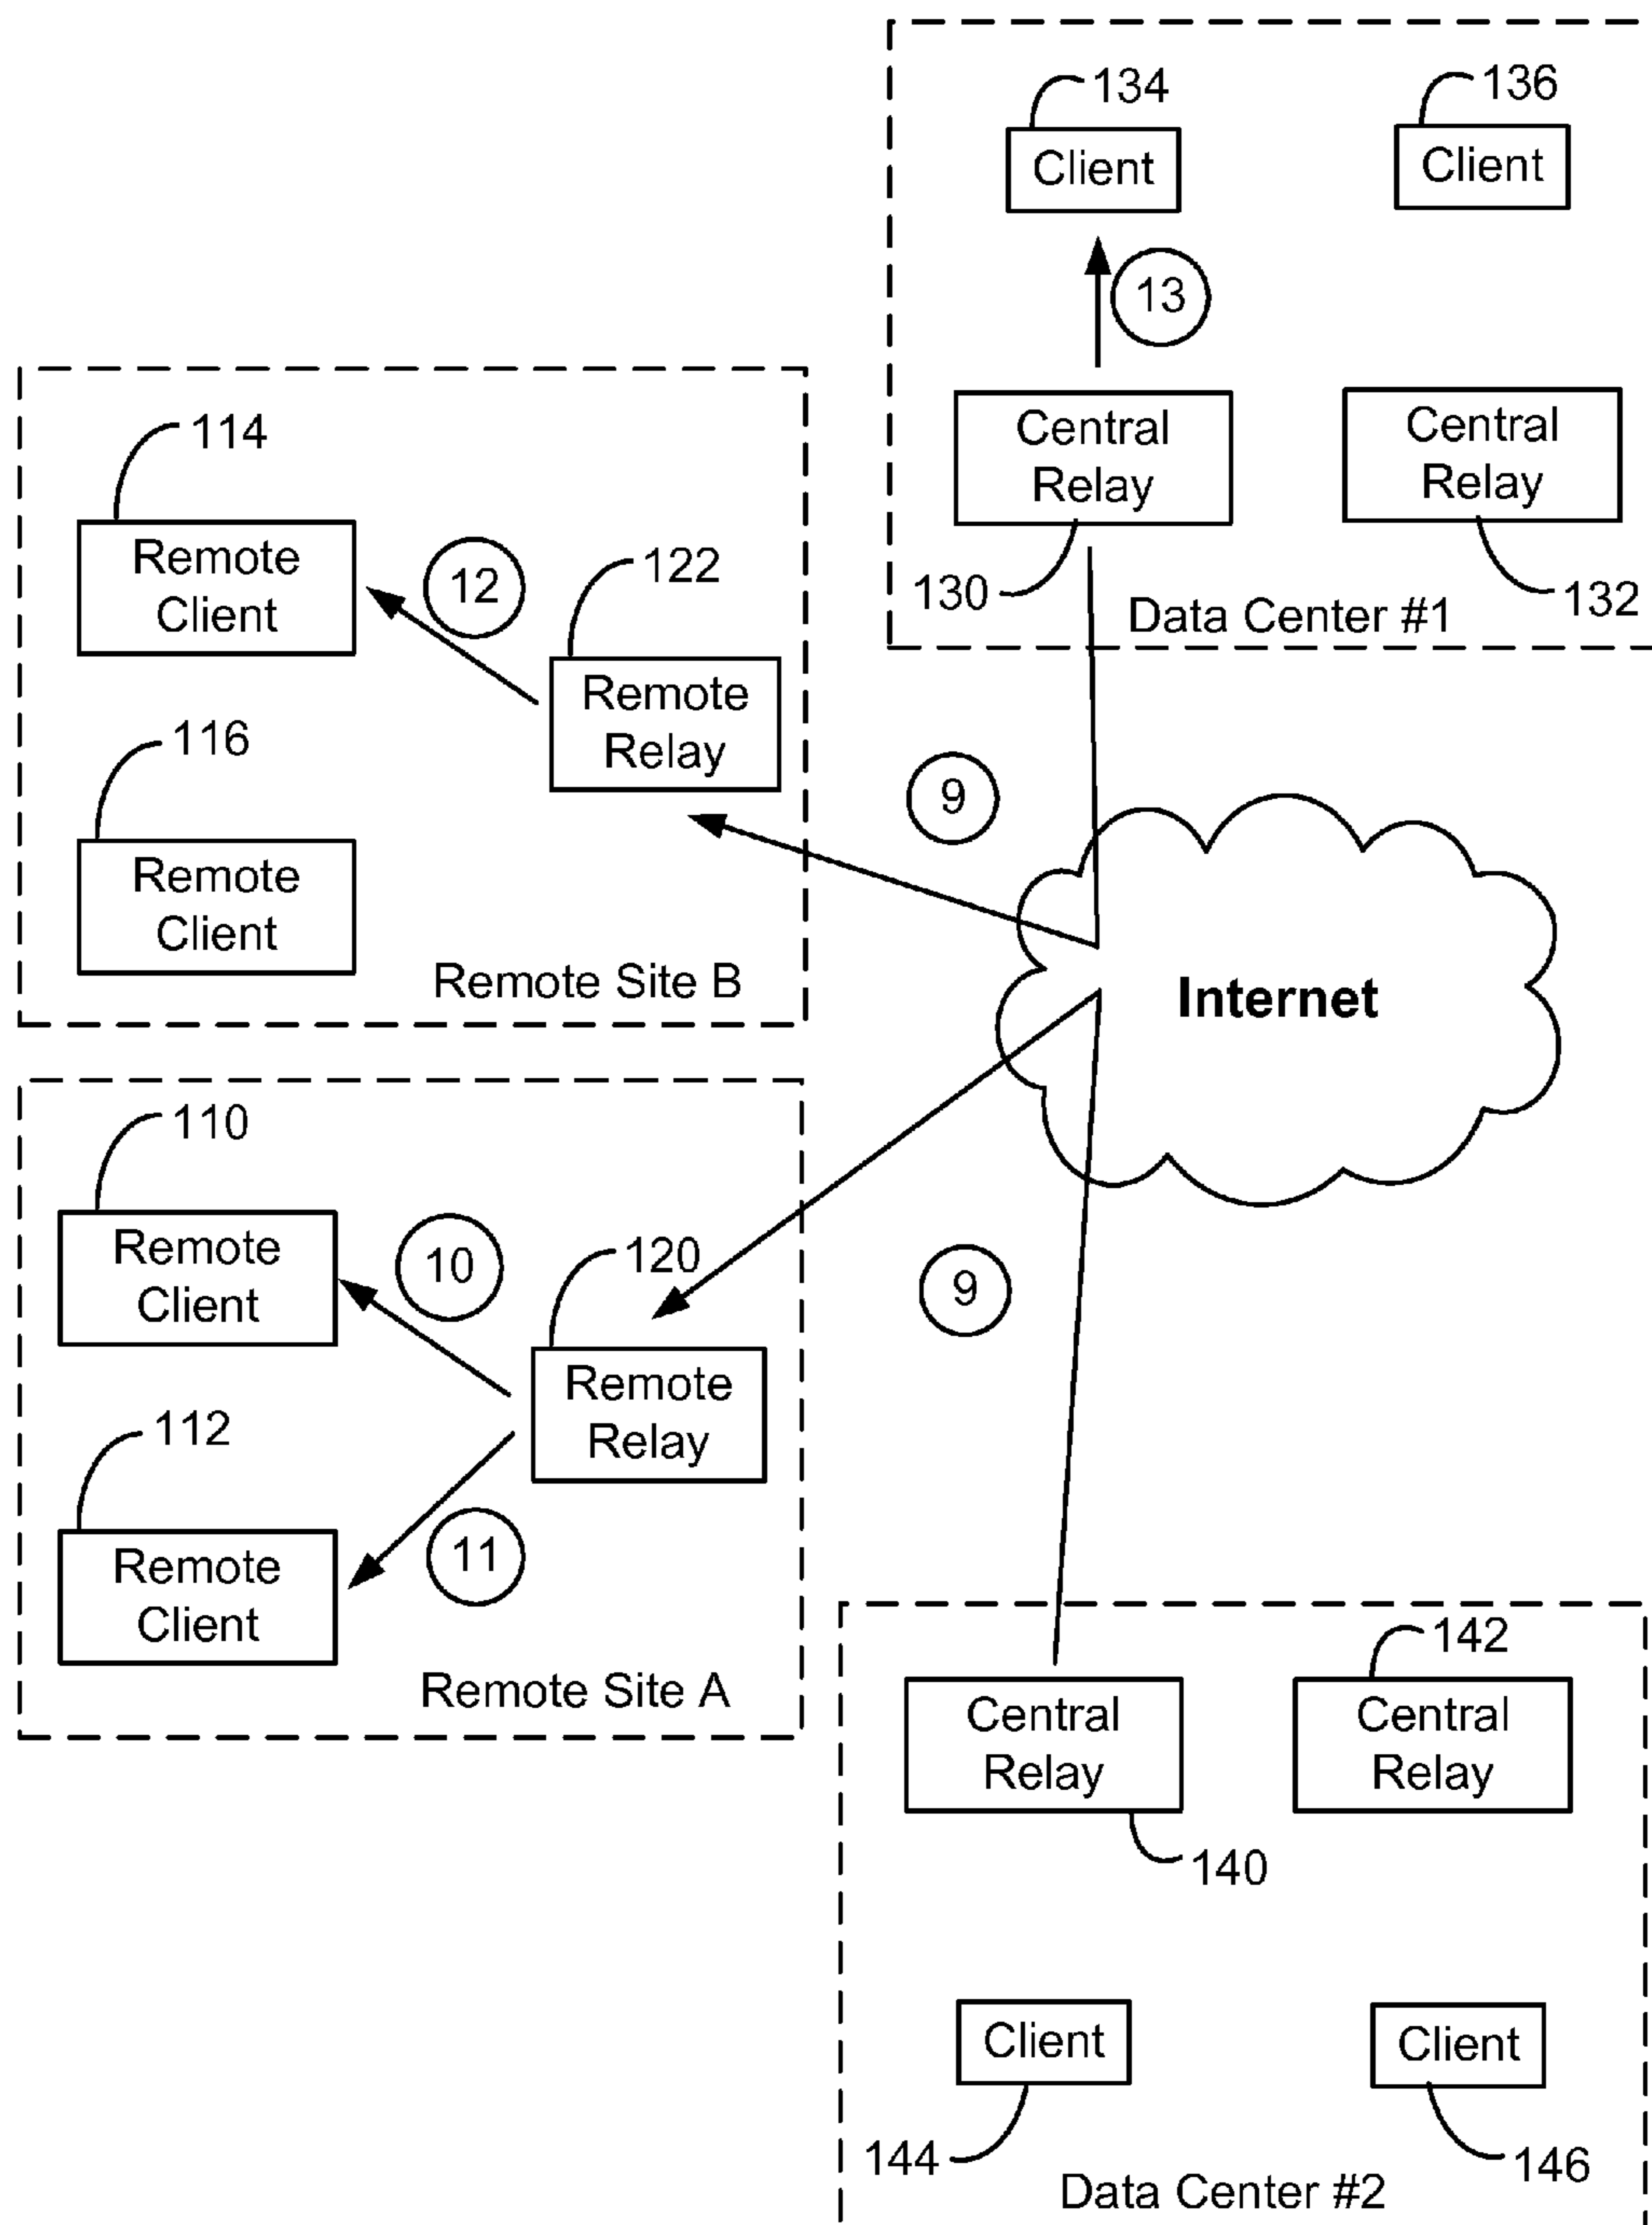 134
136
Client
Client
13
Central
Relay
Central
Relay
130
132
Data Center #1
114
Remote
Client
12
122
Remote
Relay
116
Remote
Client
Remote Site B
9
Internet
110
Remote
Client
10
120
Remote
Relay
112
Remote
Client
11
Remote Site A
9
142
Central
Relay
Central
Relay
140
Client
Client
144
146
Data Center #2